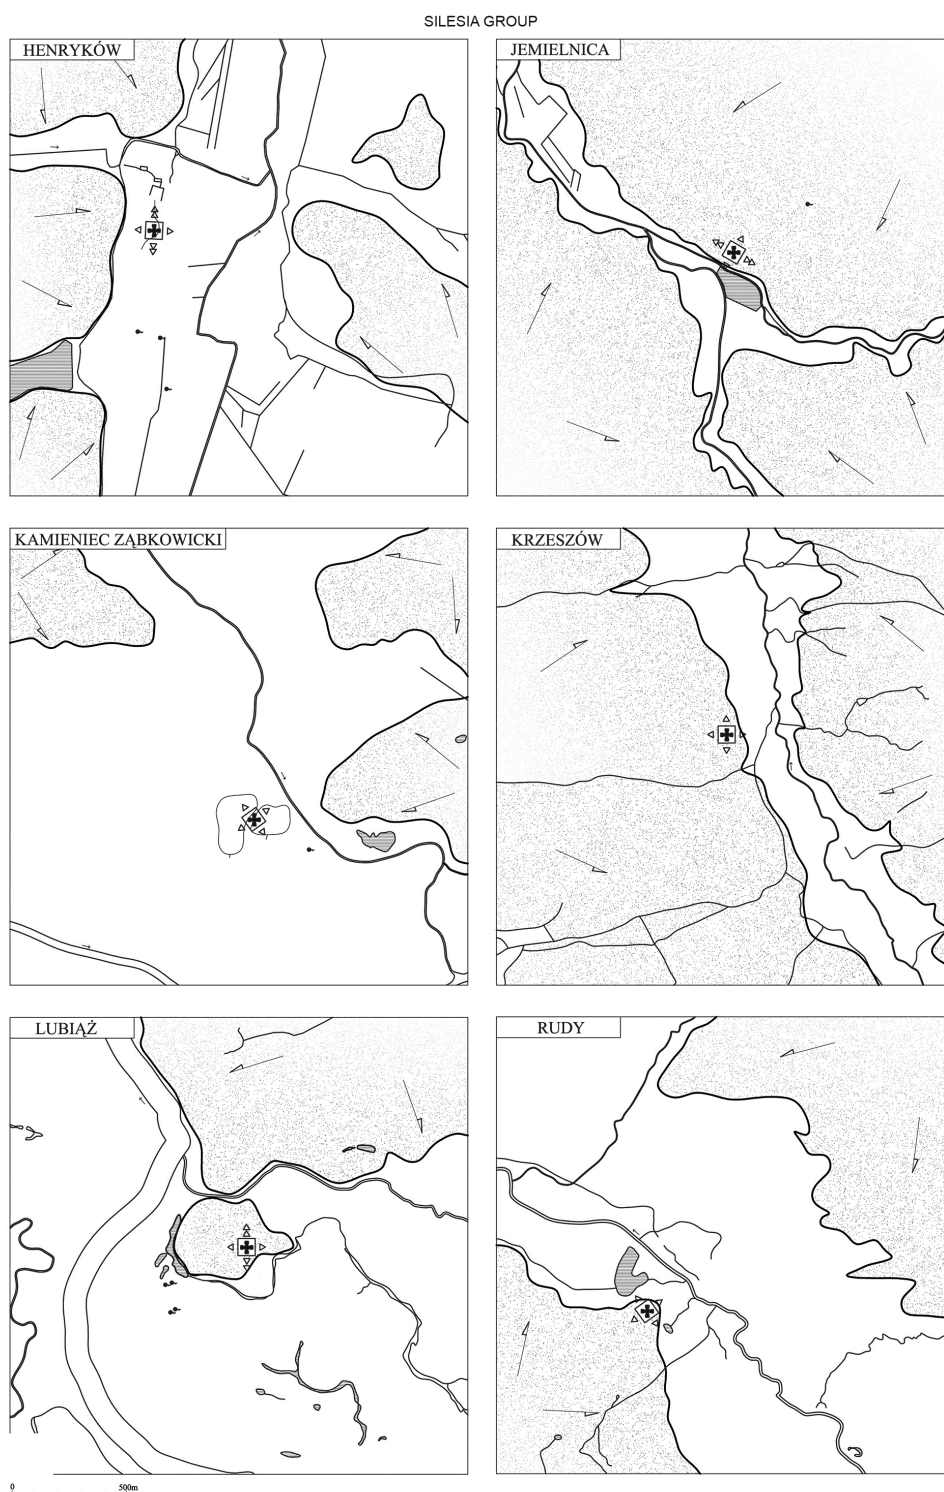 SILESIA GROUP
HENRYKÓW
JEMIELNICA
KAMIENIEC ZĄBKOWICKI
KRZESZÓW
LUBIĄŻ
RUDY
0 500m